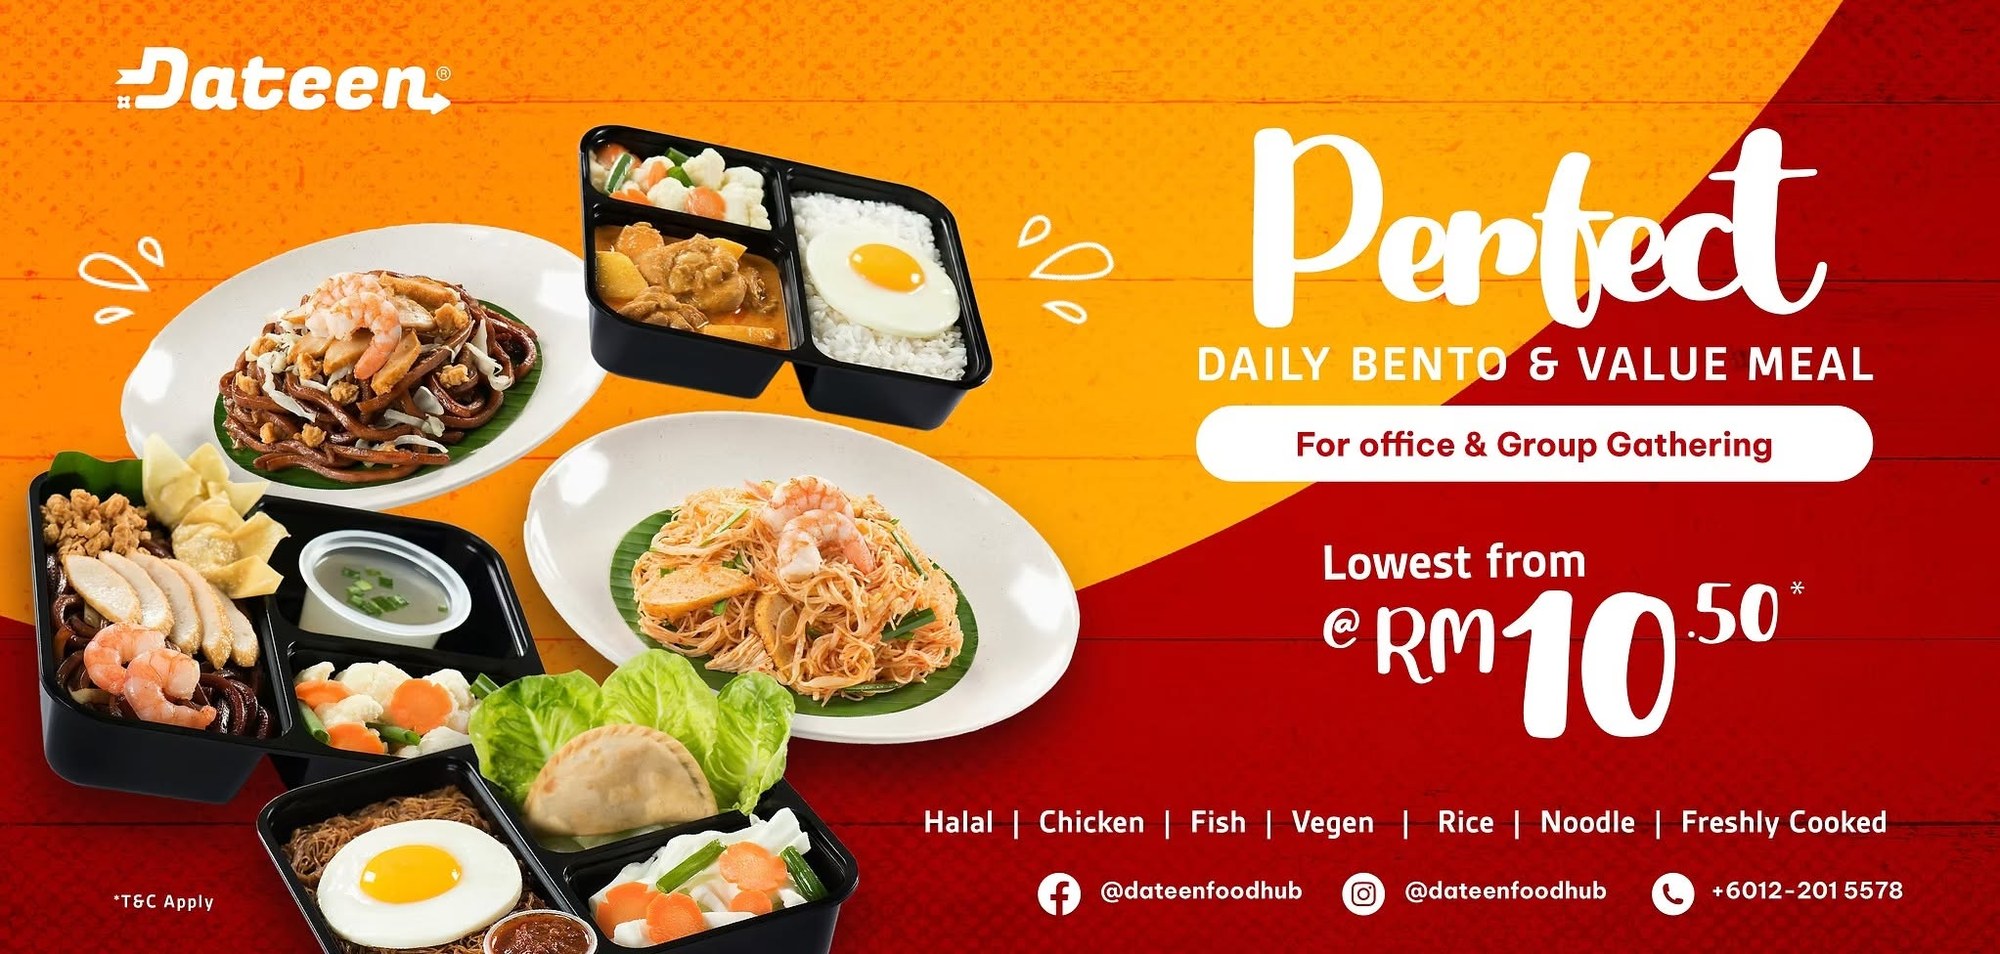 Dateen®
Perfect
DAILY BENTO & VALUE MEAL
For office & Group Gathering
Lowest from
@ RM10.50*
Halal | Chicken | Fish | Vegen | Rice | Noodle | Freshly Cooked
@dateenfoodhub @dateenfoodhub +6012-201 5578
*T&C Apply